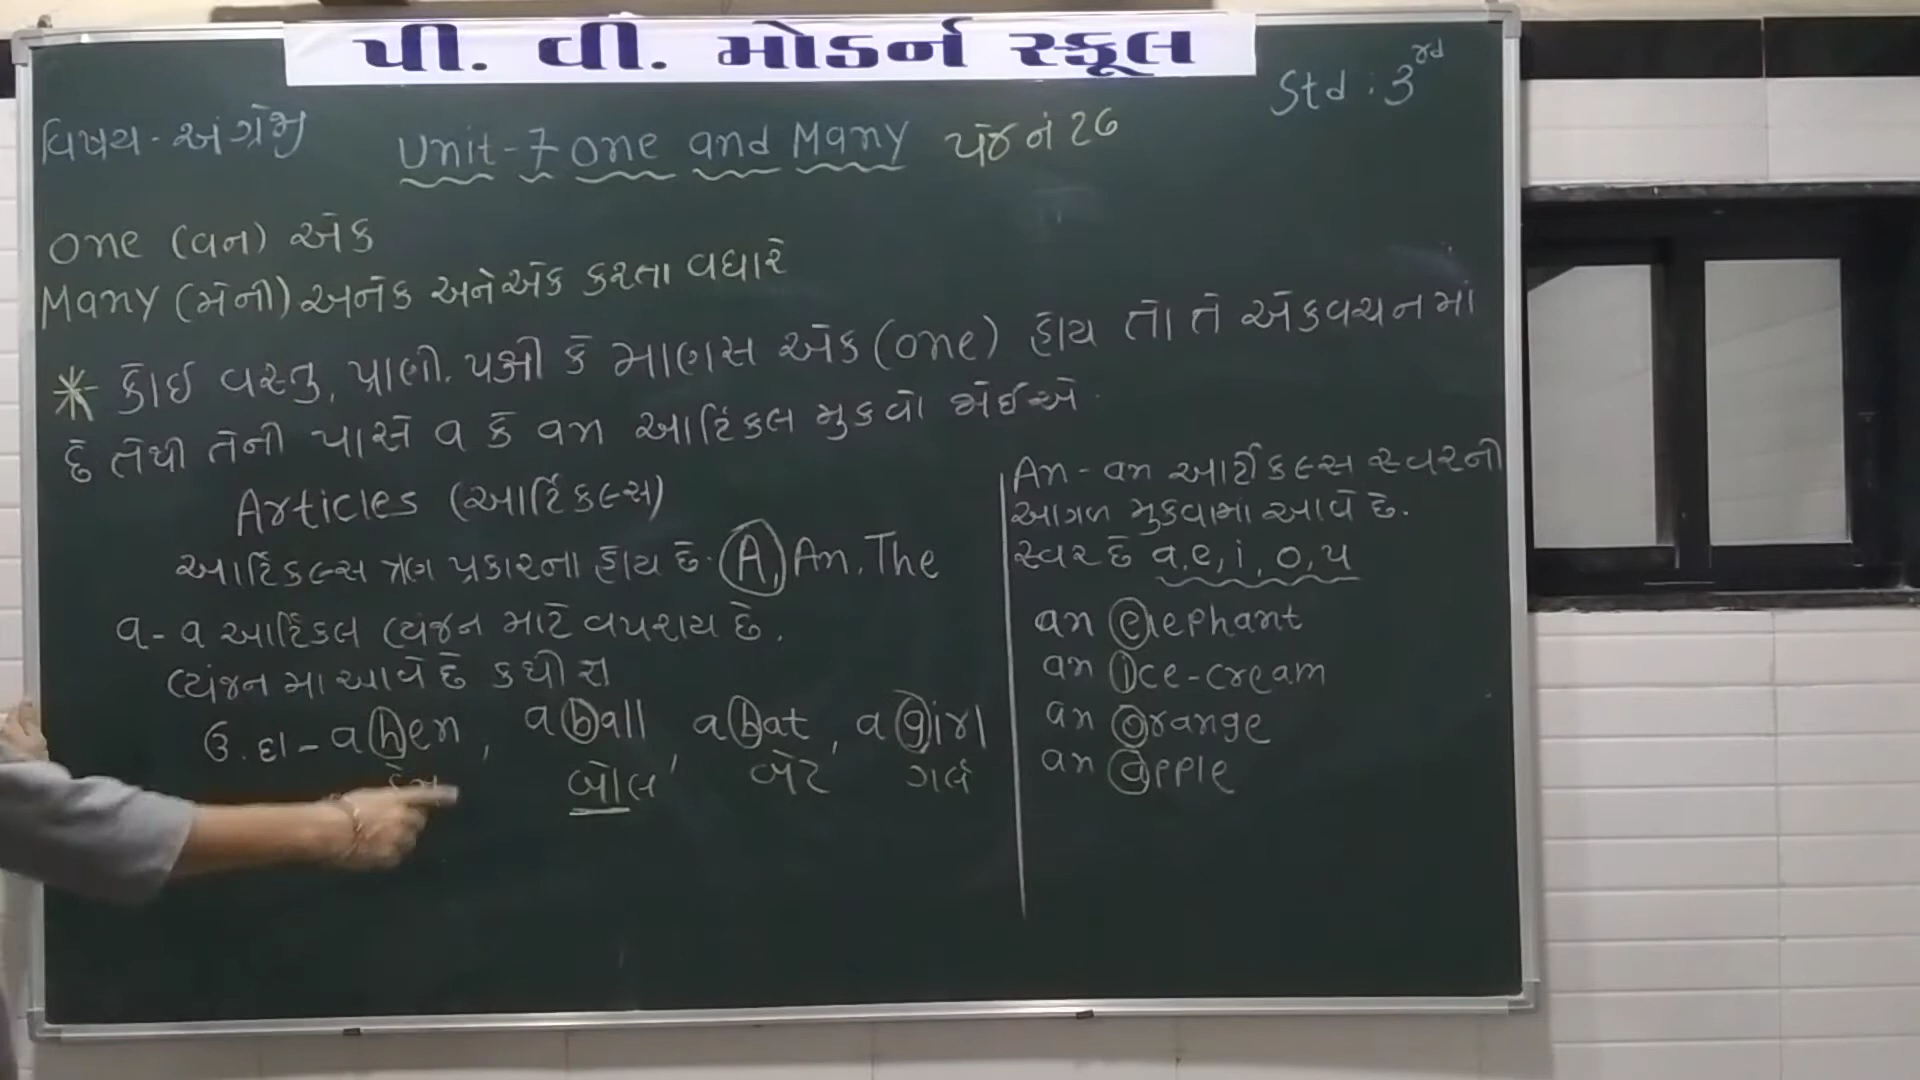 પી. વી. મોડર્ન સ્કૂલ
Std : 3rd
વિષય - અંગ્રેજી
Unit-7 One and Many પેજ નં 26
One (વન) એક
Many (મેની) અનેક અને એક કરતા વધારે
* કોઈ વસ્તુ, પ્રાણી, પક્ષી કે માણસ એક (one) હોય તો તે એકવચનમાં
છે તેથી તેની પાસે a કે an આર્ટિકલ મુકવો જોઈએ.
Articles (આર્ટિકલ્સ)
આર્ટિકલ્સ ત્રણ પ્રકારના હોય છે. A, An, The
a - a આર્ટિકલ વ્યંજન માટે વપરાય છે.
વ્યંજન મા આવે છે ક થી જ્ઞ
ઉ.દા - a hen, a ball, a bat, a girl
હેન બોલ બેટ ગર્લ
An - an આર્ટીકલ્સ સ્વરની
આગળ મુકવામાં આવે છે.
સ્વર છે a, e, i, o, u
an elephant
an ice-cream
an orange
an apple